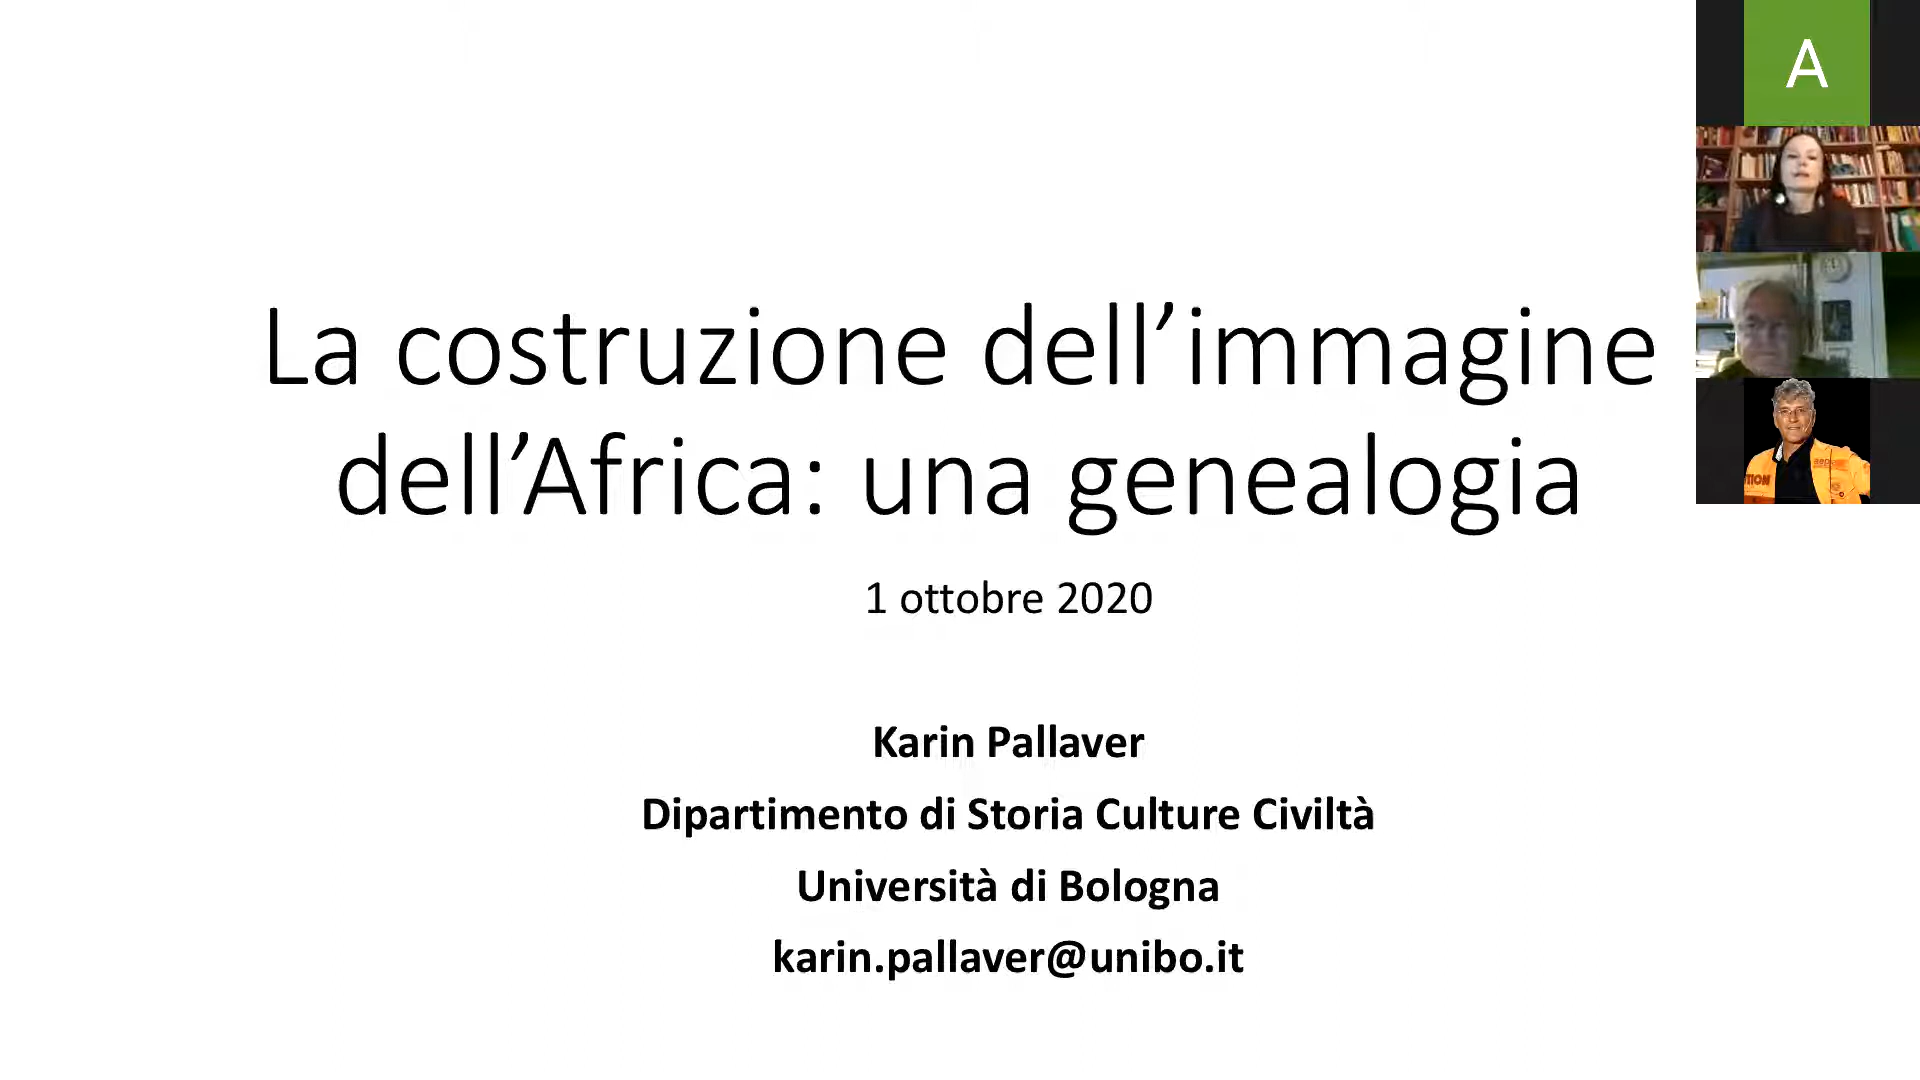 La costruzione dell’immagine
dell’Africa: una genealogia
1 ottobre 2020
Karin Pallaver
Dipartimento di Storia Culture Civiltà
Università di Bologna
karin.pallaver@unibo.it
A
TION